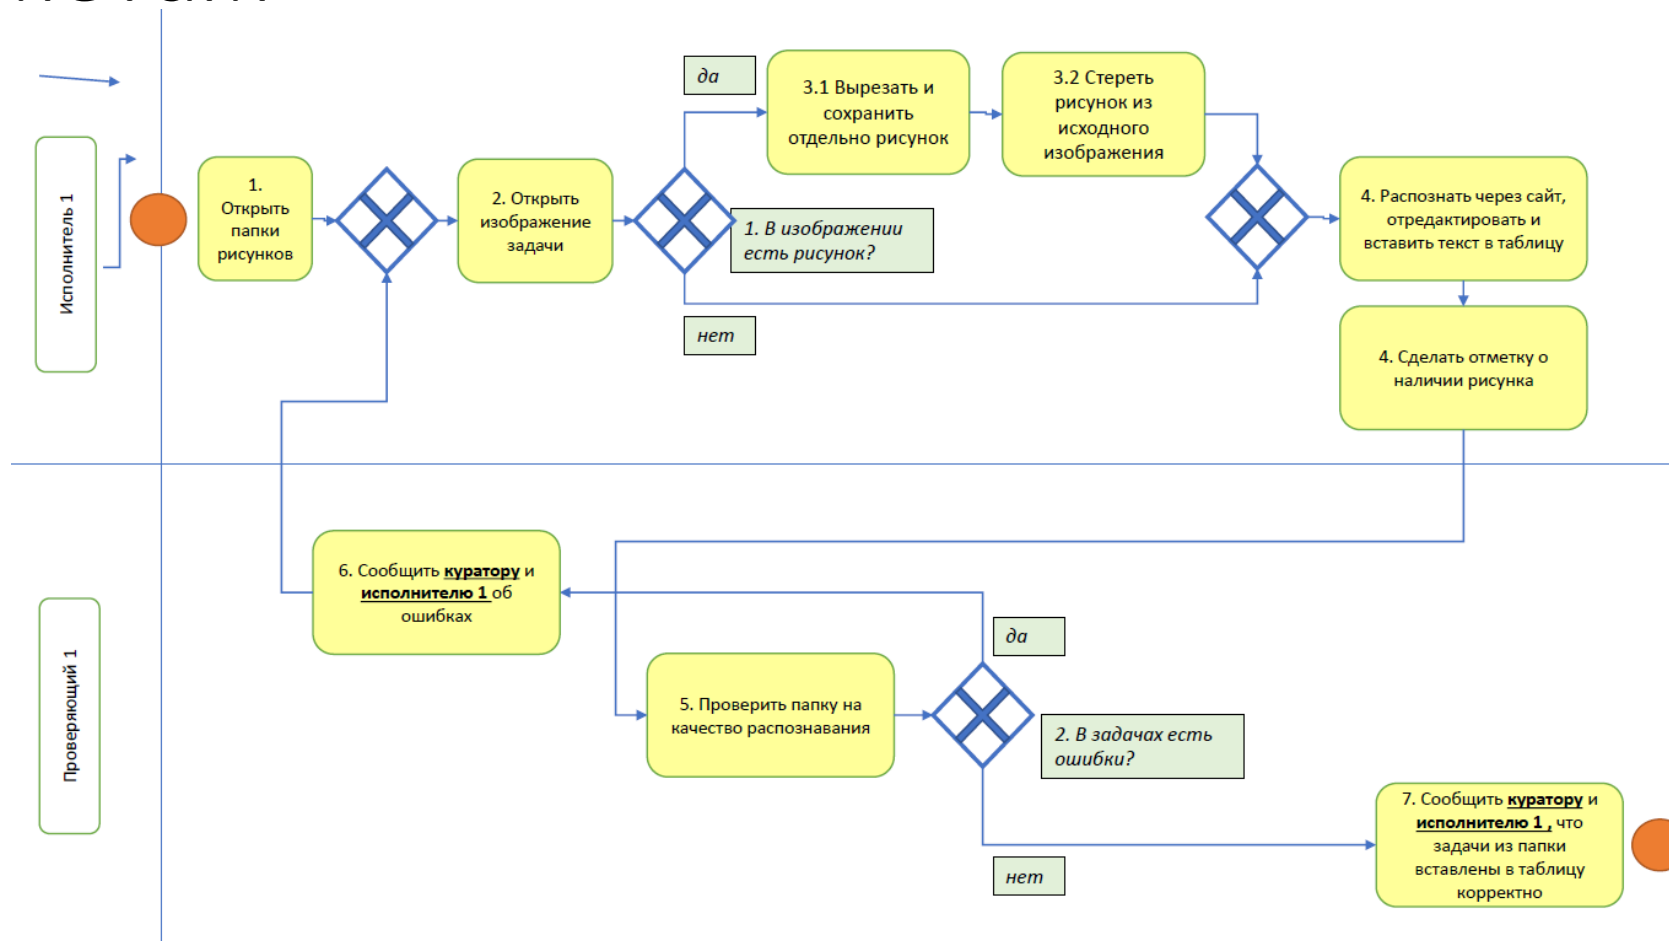 Исполнитель 1
1.
Открыть
папки
рисунков
2. Открыть
изображение
задачи
да
1. В изображении
есть рисунок?
нет
3.1 Вырезать и
сохранить
отдельно рисунок
3.2 Стереть
рисунок из
исходного
изображения
4. Распознать через сайт,
отредактировать и
вставить текст в таблицу
4. Сделать отметку о
наличии рисунка
Проверяющий 1
6. Сообщить куратору и
исполнителю 1 об
ошибках
5. Проверить папку на
качество распознавания
да
2. В задачах есть
ошибки?
нет
7. Сообщить куратору и
исполнителю 1 , что
задачи из папки
вставлены в таблицу
корректно